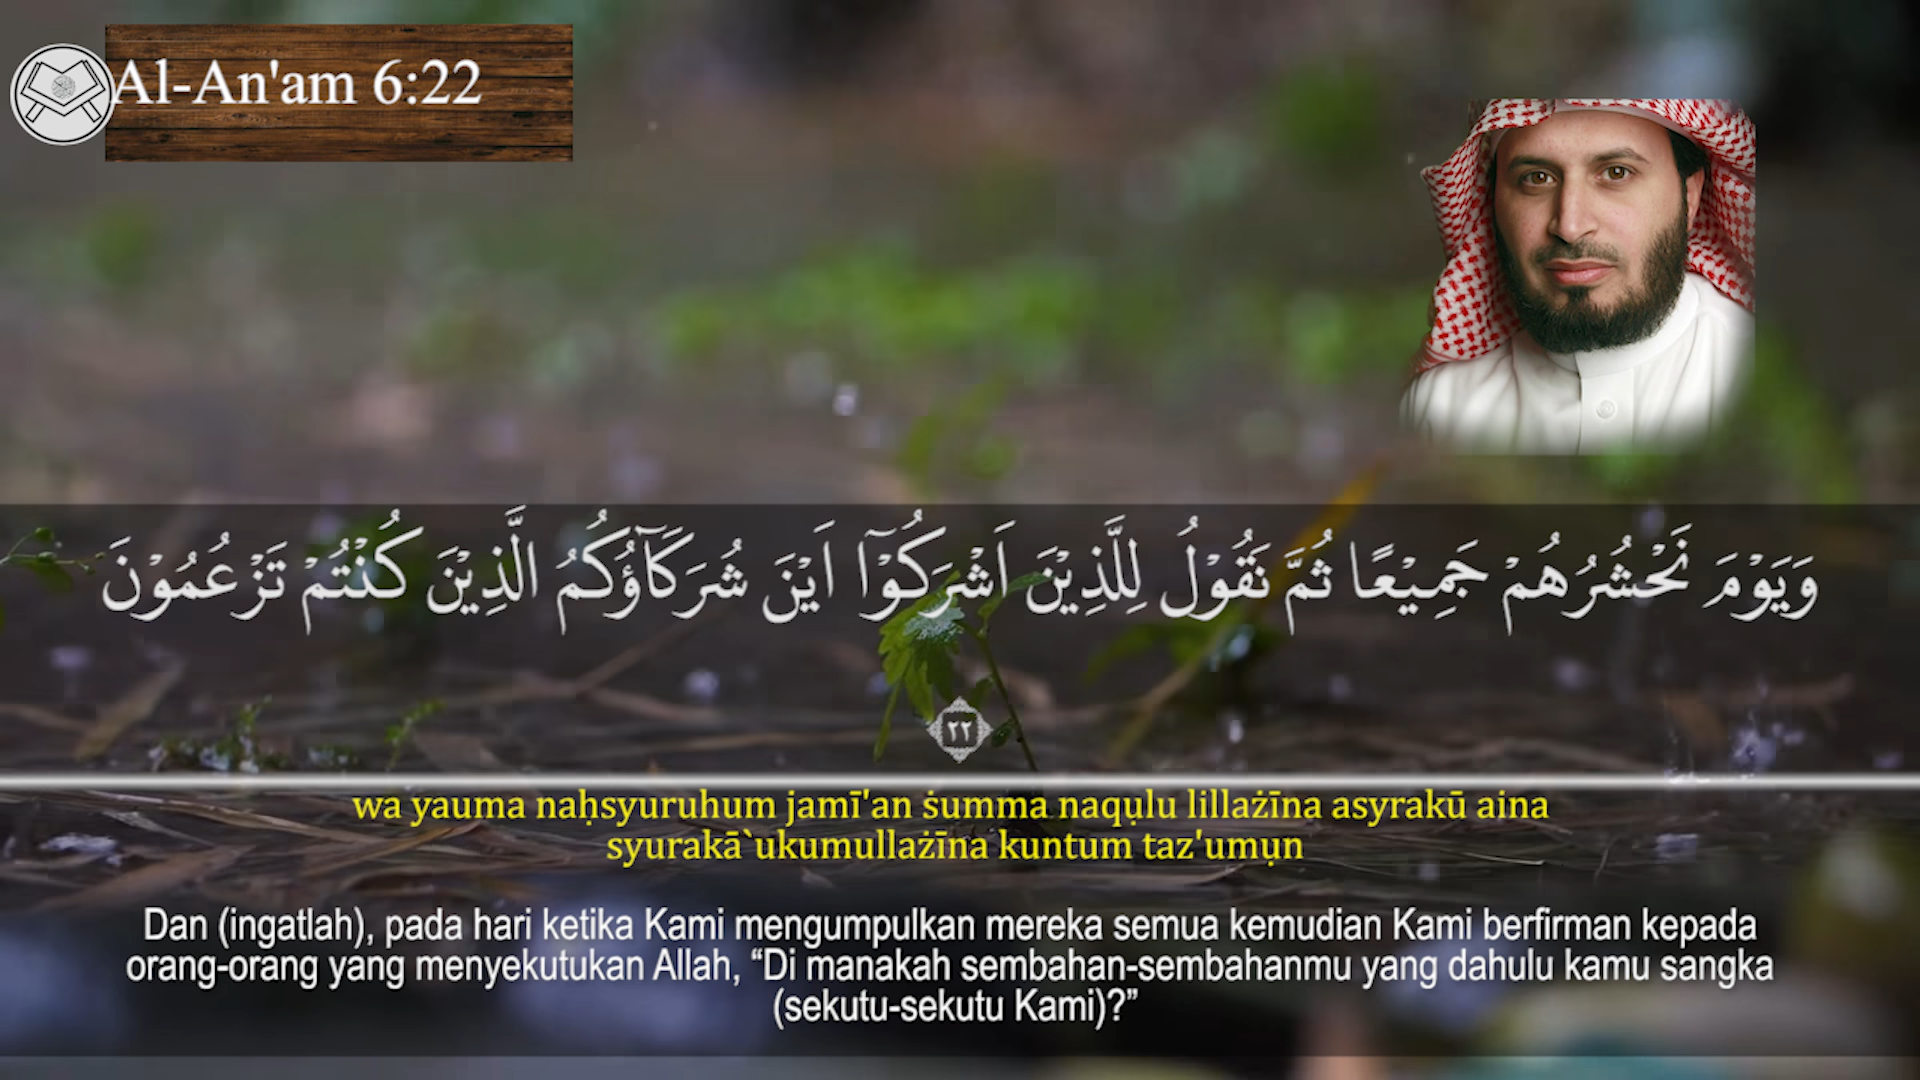 Al-An'am 6:22
وَيَوْمَ نَحْشُرُهُمْ جَمِيْعًا ثُمَّ نَقُوْلُ لِلَّذِيْنَ اَشْرَكُوْٓا اَيْنَ شُرَكَاۤؤُكُمُ الَّذِيْنَ كُنْتُمْ تَزْعُمُوْنَ
٢٢
wa yauma naḥsyuruhum jamī'an ṡumma naqụlu lillażīna asyrakū aina
syurakā`ukumullażīna kuntum taz'umụn
Dan (ingatlah), pada hari ketika Kami mengumpulkan mereka semua kemudian Kami berfirman kepada
orang-orang yang menyekutukan Allah, “Di manakah sembahan-sembahanmu yang dahulu kamu sangka
(sekutu-sekutu Kami)?”